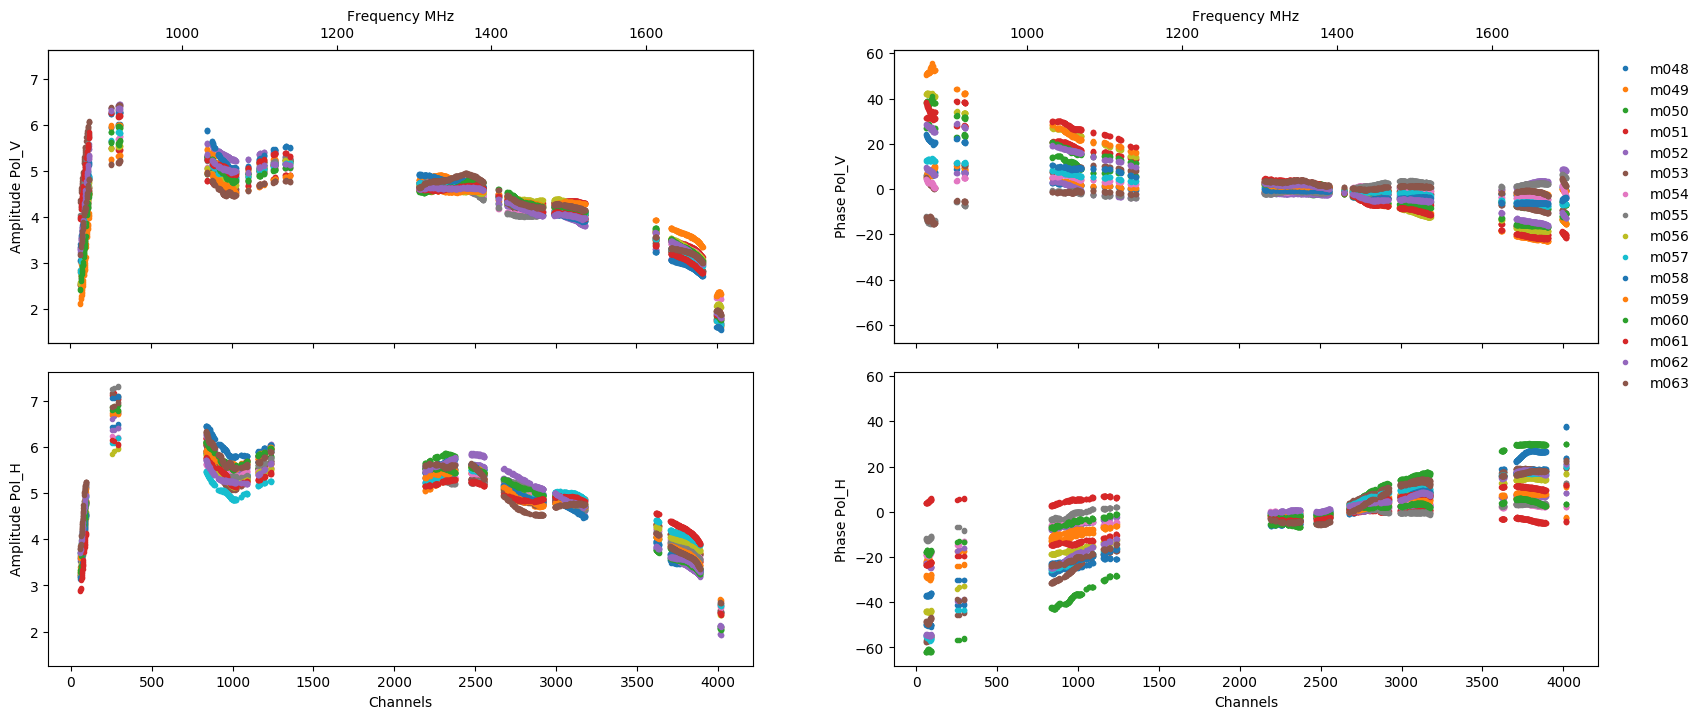 Frequency MHz
1000 1200 1400 1600
Amplitude Pol_V
7
6
5
4
3
2
Frequency MHz
1000 1200 1400 1600
Phase Pol_V
60
40
20
0
−20
−40
−60
m048
m049
m050
m051
m052
m053
m054
m055
m056
m057
m058
m059
m060
m061
m062
m063
Amplitude Pol_H
7
6
5
4
3
2
0 500 1000 1500 2000 2500 3000 3500 4000
Channels
Phase Pol_H
60
40
20
0
−20
−40
−60
0 500 1000 1500 2000 2500 3000 3500 4000
Channels